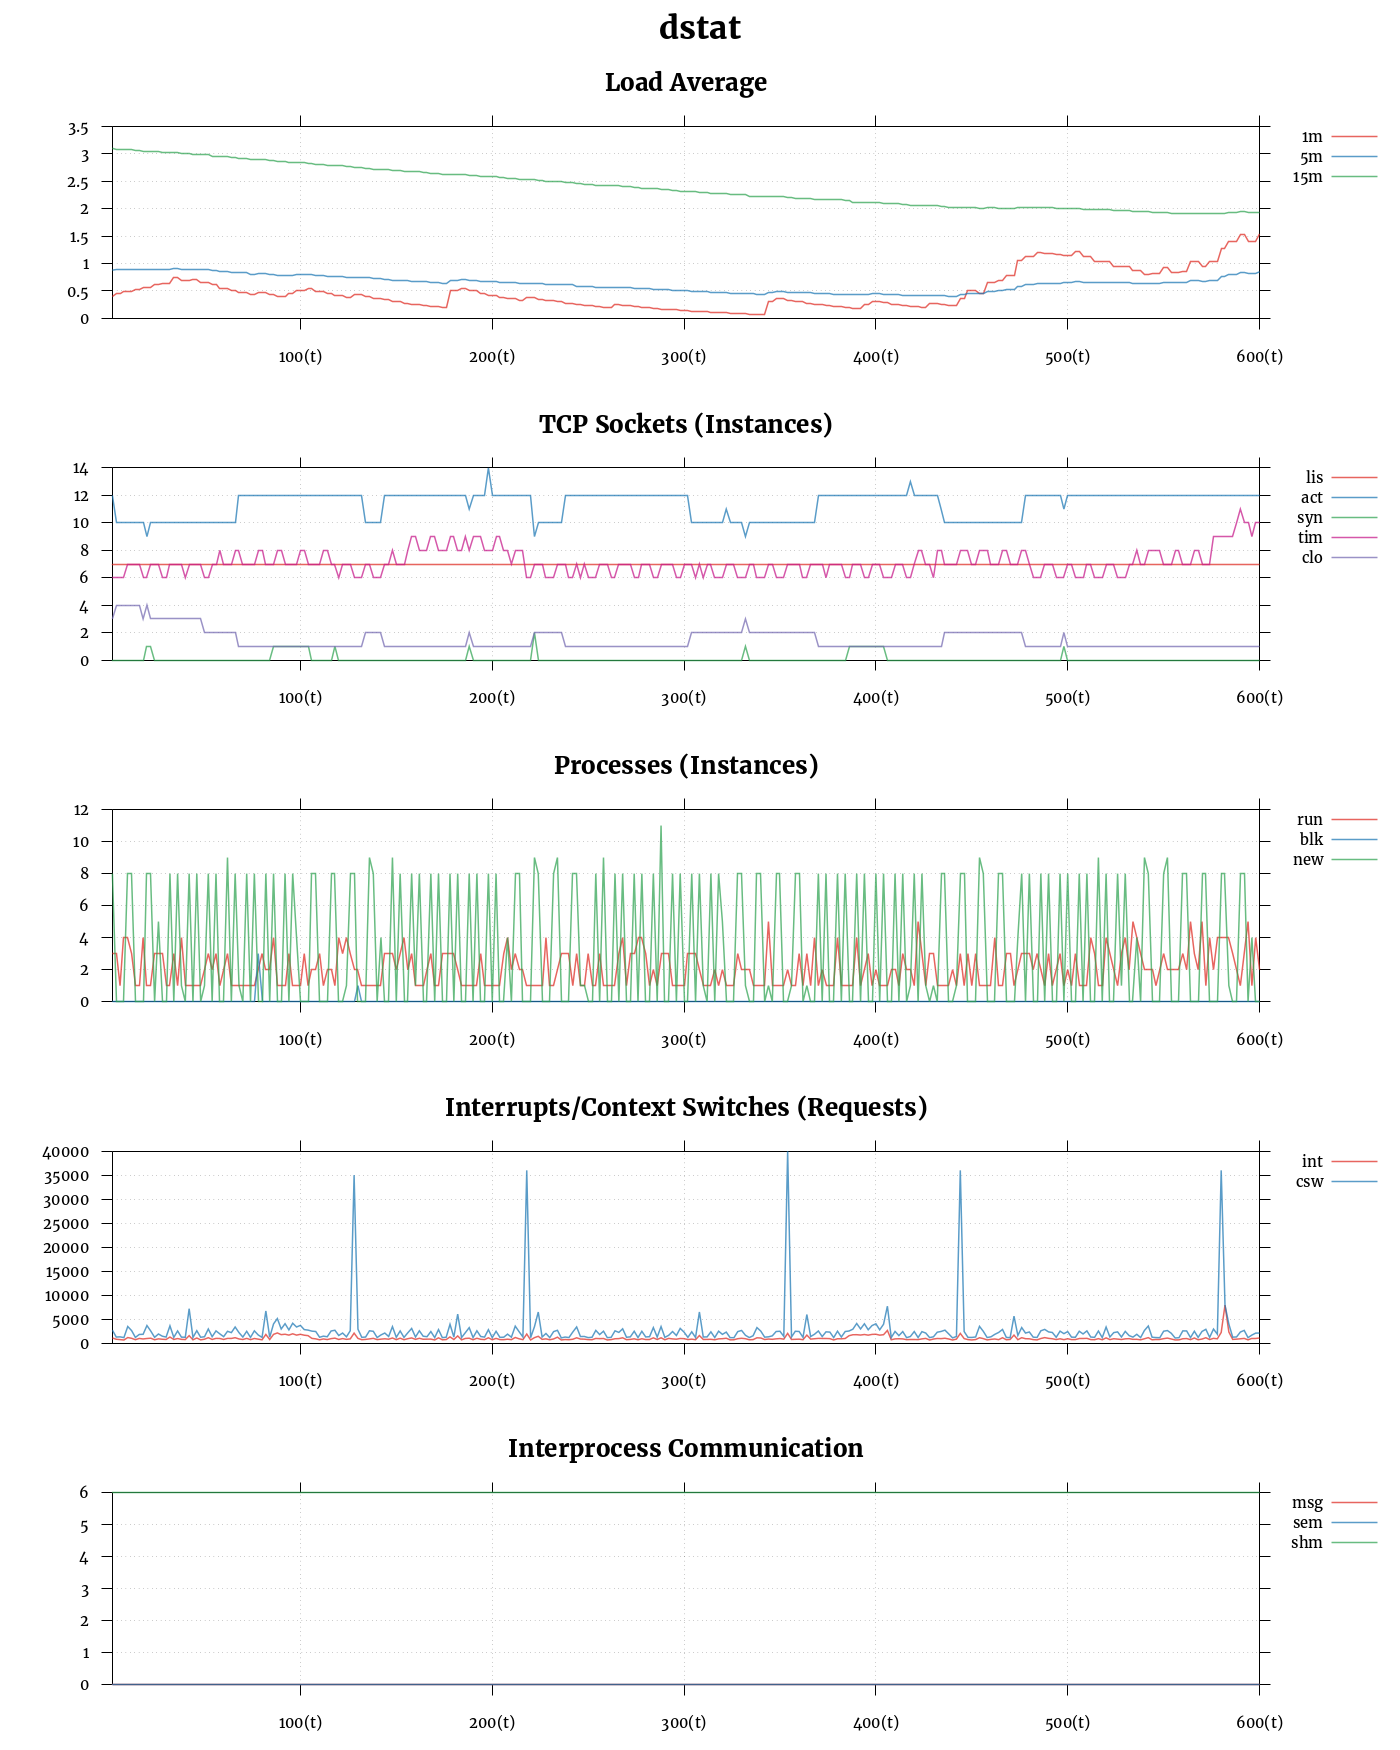 dstat
Load Average
3.5
3
2.5
2
1.5
1
0.5
0
100(t) 200(t) 300(t) 400(t) 500(t) 600(t)
1m
5m
15m
TCP Sockets (Instances)
14
12
10
8
6
4
2
0
100(t) 200(t) 300(t) 400(t) 500(t) 600(t)
lis
act
syn
tim
clo
Processes (Instances)
12
10
8
6
4
2
0
100(t) 200(t) 300(t) 400(t) 500(t) 600(t)
run
blk
new
Interrupts/Context Switches (Requests)
40000
35000
30000
25000
20000
15000
10000
5000
0
100(t) 200(t) 300(t) 400(t) 500(t) 600(t)
int
csw
Interprocess Communication
6
5
4
3
2
1
0
100(t) 200(t) 300(t) 400(t) 500(t) 600(t)
msg
sem
shm